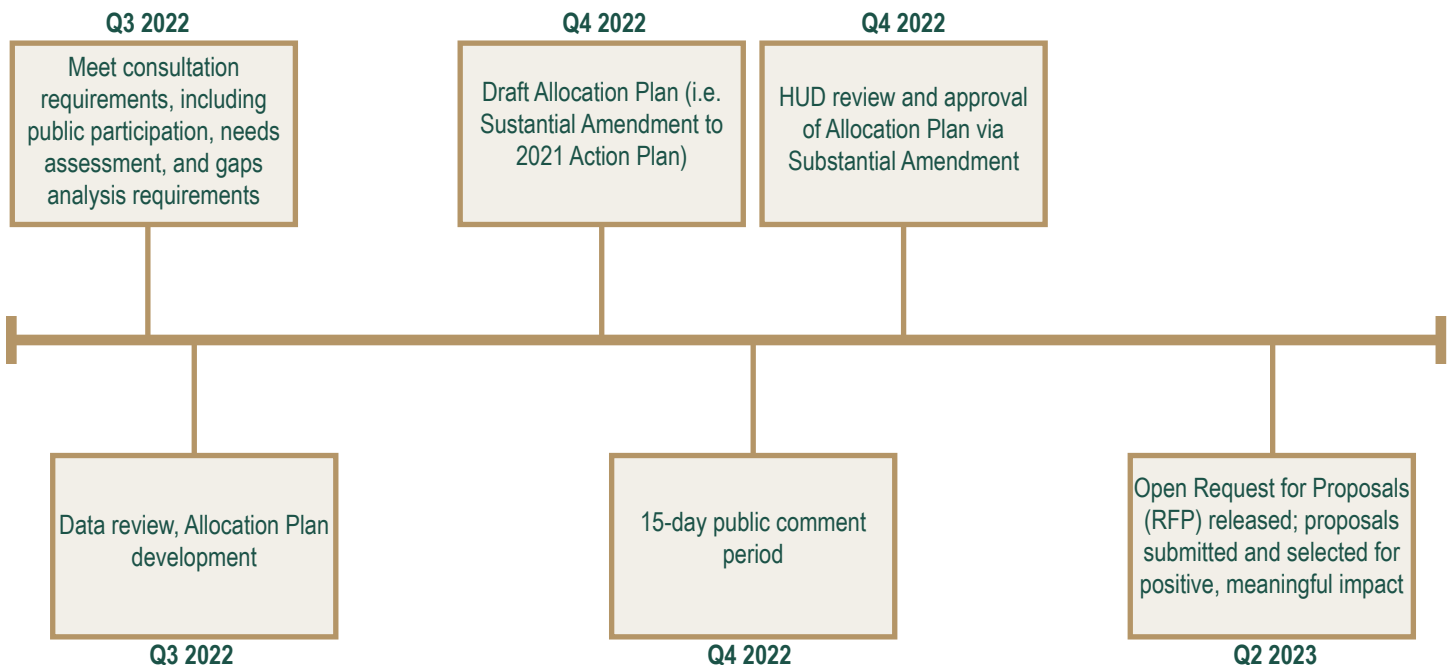 Q3 2022
Meet consultation
requirements, including
public participation, needs
assessment, and gaps
analysis requirements
Q4 2022
Draft Allocation Plan (i.e.
Sustantial Amendment to
2021 Action Plan)
Q4 2022
HUD review and approval
of Allocation Plan via
Substantial Amendment
Data review, Allocation Plan
development
Q3 2022
15-day public comment
period
Q4 2022
Open Request for Proposals
(RFP) released; proposals
submitted and selected for
positive, meaningful impact
Q2 2023